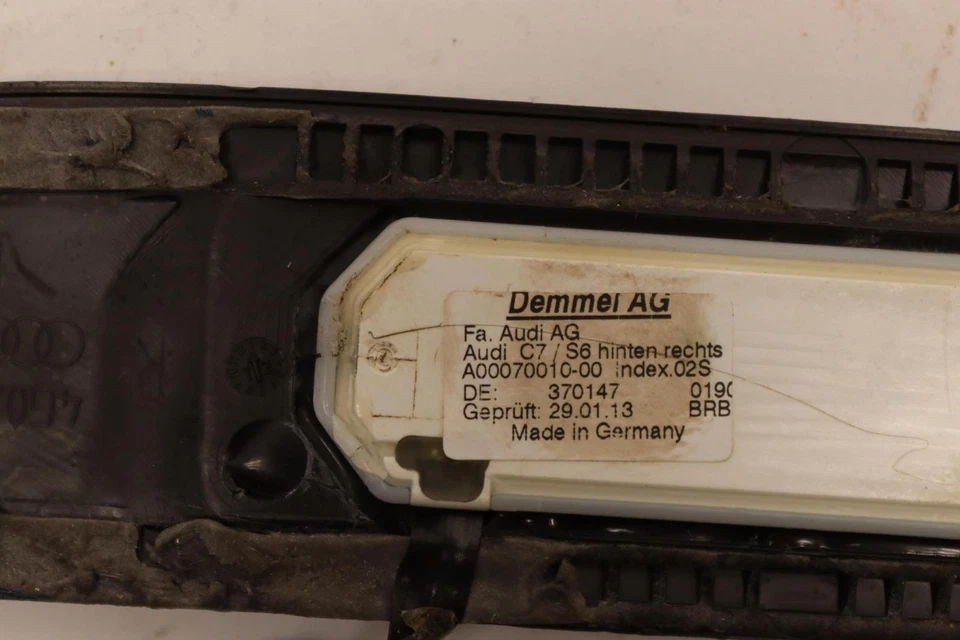 Demmel AG
Fa. Audi AG
Audi C7 / S6 hinten rechts
A00070010-00 Index.02S
DE: 370147 0190
Geprüft: 29.01.13 BRB
Made in Germany